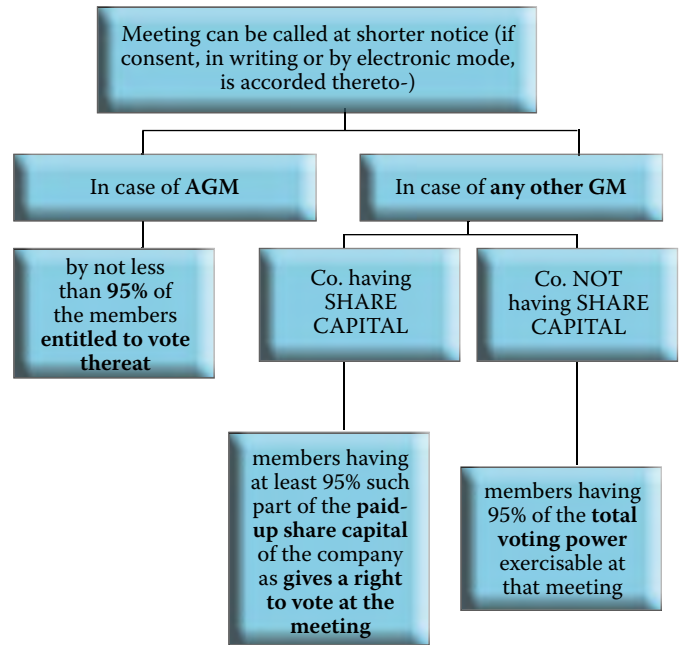 Meeting can be called at shorter notice (if
consent, in writing or by electronic mode,
is accorded thereto-)
In case of AGM
In case of any other GM
by not less
than 95% of
the members
entitled to vote
thereat
Co. having
SHARE
CAPITAL
Co. NOT
having SHARE
CAPITAL
members having
at least 95% such
part of the paid-
up share capital
of the company
as gives a right
to vote at the
meeting
members having
95% of the total
voting power
exercisable at
that meeting